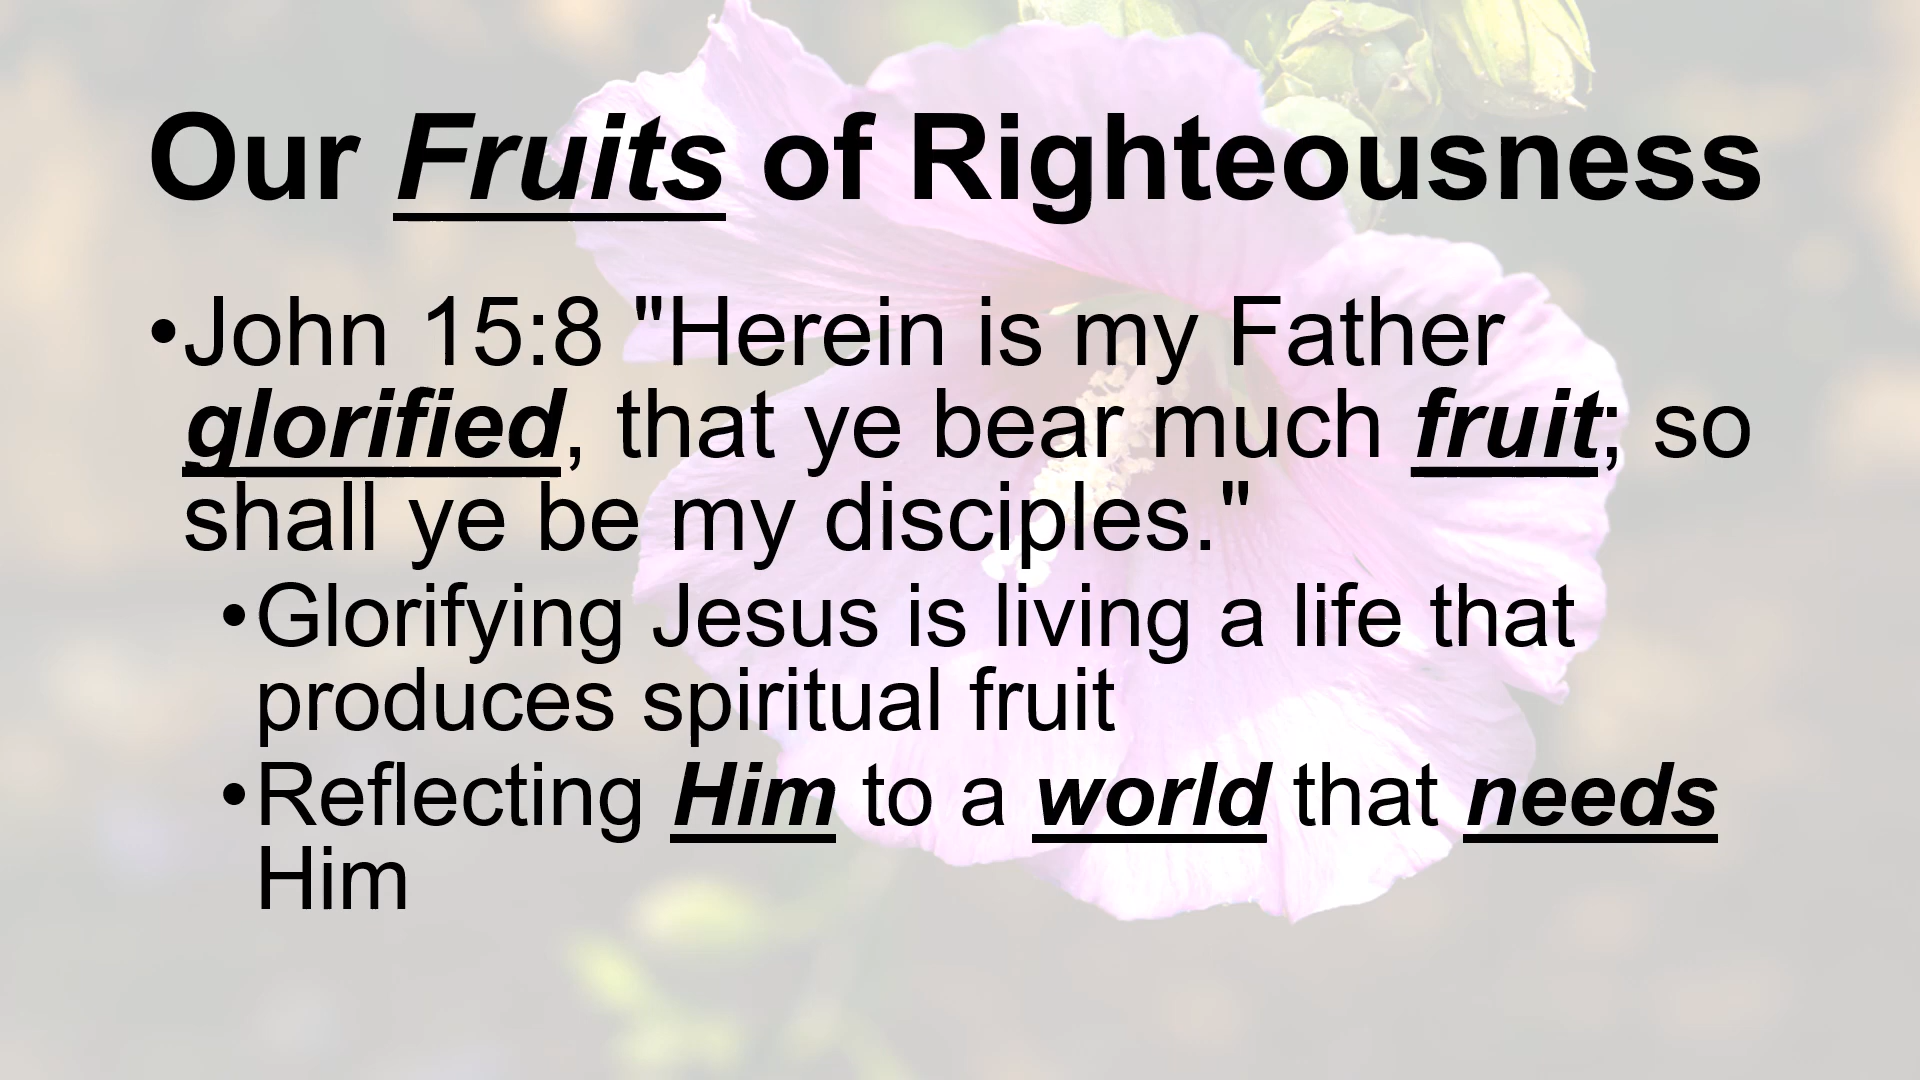 Our Fruits of Righteousness
•John 15:8 "Herein is my Father
glorified, that ye bear much fruit; so
shall ye be my disciples."
•Glorifying Jesus is living a life that
produces spiritual fruit
•Reflecting Him to a world that needs
Him